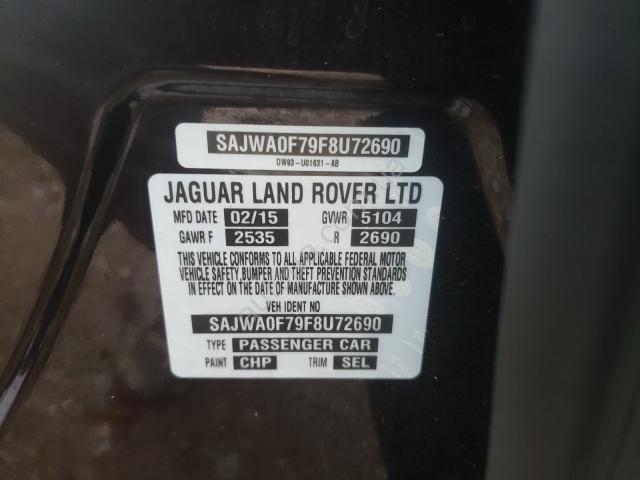 SAJWA0F79F8U72690
DW93-U01631-AB
JAGUAR LAND ROVER LTD
MFD DATE 02/15 GVWR 5104
GAWR F 2535 R 2690
THIS VEHICLE CONFORMS TO ALL APPLICABLE FEDERAL MOTOR
VEHICLE SAFETY,BUMPER AND THEFT PREVENTION STANDARDS
IN EFFECT ON THE DATE OF MANUFACTURE SHOWN ABOVE.
VEH IDENT NO
SAJWA0F79F8U72690
TYPE PASSENGER CAR
PAINT CHP TRIM SEL